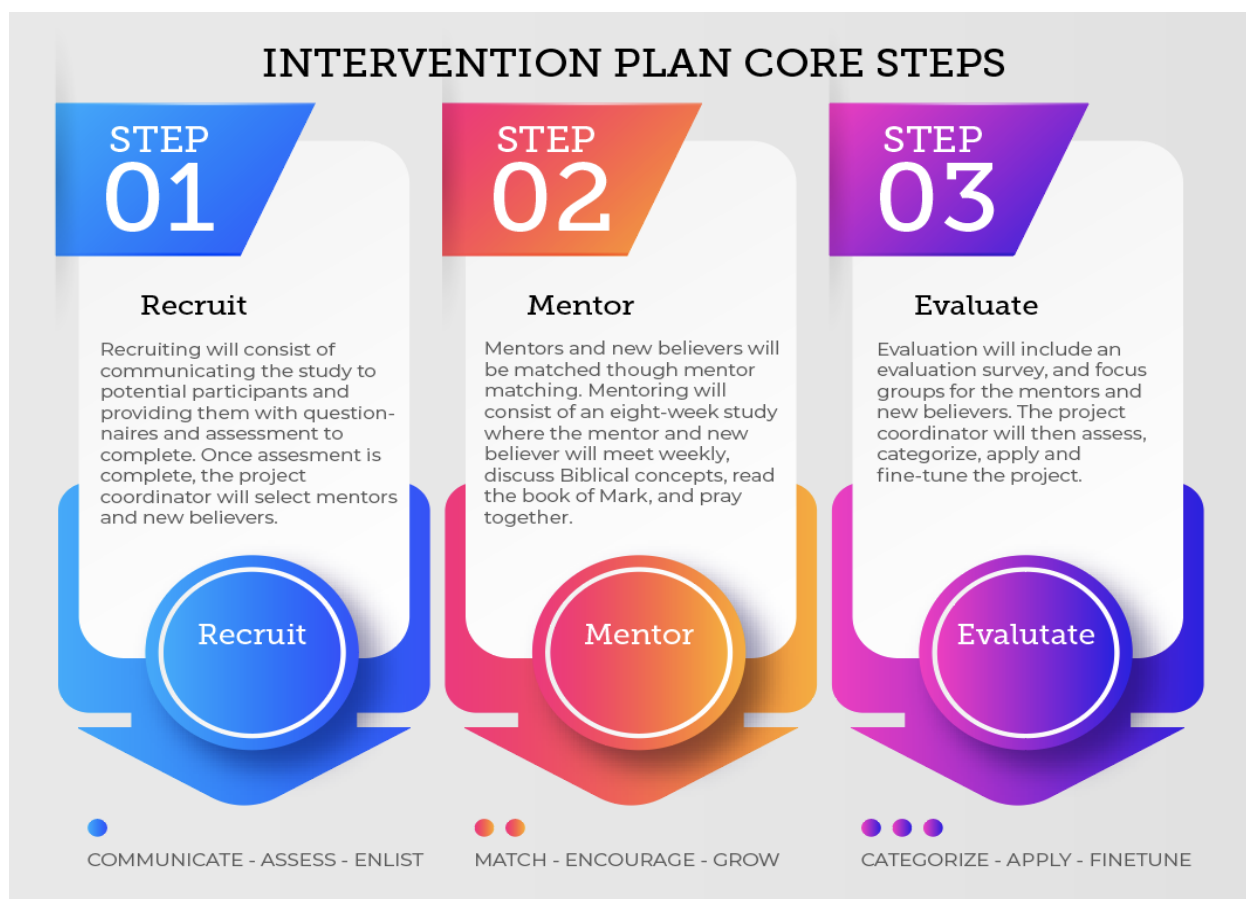 INTERVENTION PLAN CORE STEPS
STEP
01
Recruit
Recruiting will consist of
communicating the study to
potential participants and
providing them with question-
naires and assessment to
complete. Once assesment is
complete, the project
coordinator will select mentors
and new believers.
Recruit
COMMUNICATE - ASSESS - ENLIST
STEP
02
Mentor
Mentors and new believers will
be matched though mentor
matching. Mentoring will
consist of an eight-week study
where the mentor and new
believer will meet weekly,
discuss Biblical concepts, read
the book of Mark, and pray
together.
Mentor
MATCH - ENCOURAGE - GROW
STEP
03
Evaluate
Evaluation will include an
evaluation survey, and focus
groups for the mentors and
new believers. The project
coordinator will then assess,
categorize, apply and
fine-tune the project.
Evalutate
CATEGORIZE - APPLY - FINETUNE